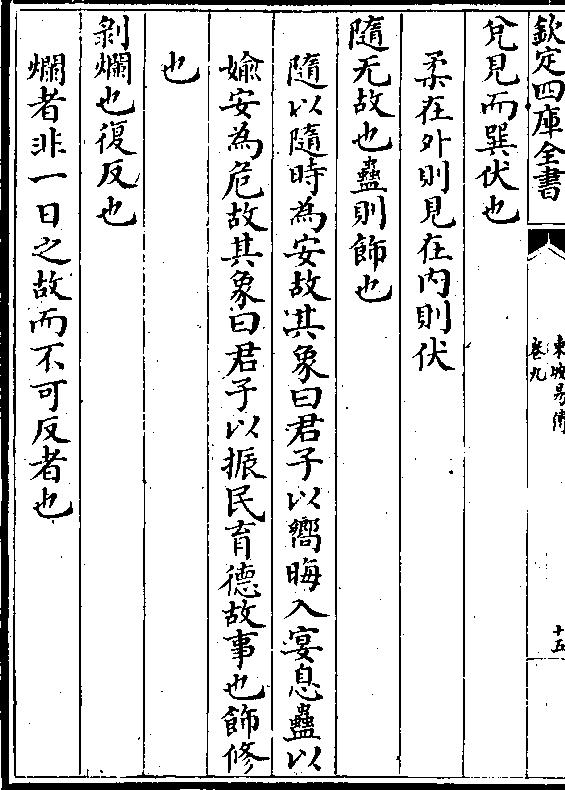 欽定四庫全書
東坡易傳
卷九
十五
兊見而巽伏也
柔在外則見在内則伏
隨无故也蠱則飾也
隨以隨時為安故其象曰君子以嚮晦入宴息蠱以
媮安為危故其象曰君子以振民育德故事也飾修
也
剝爛也復反也
爛者非一日之故而不可反者也